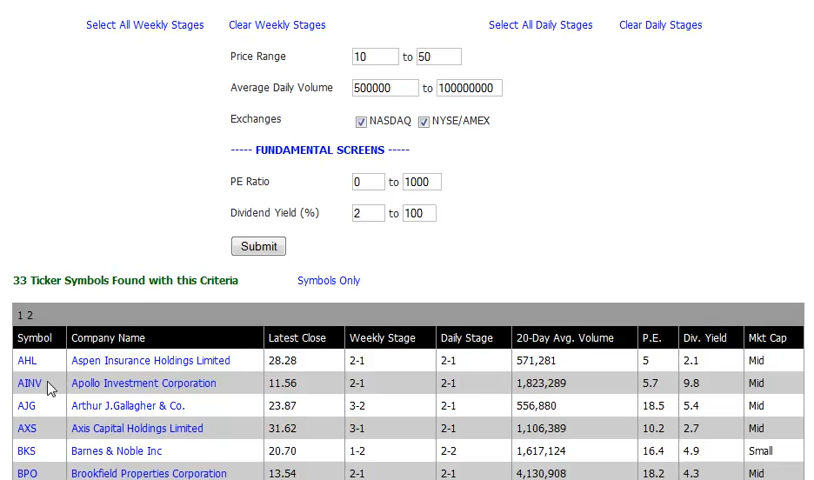 Select All Weekly Stages Clear Weekly Stages Select All Daily Stages Clear Daily Stages
Price Range 10 to 50
Average Daily Volume 500000 to 100000000
Exchanges NASDAQ NYSE/AMEX
----- FUNDAMENTAL SCREENS -----
PE Ratio 0 to 1000
Dividend Yield (%) 2 to 100
Submit
33 Ticker Symbols Found with this Criteria Symbols Only
1 2
Symbol Company Name Latest Close Weekly Stage Daily Stage 20-Day Avg. Volume P.E. Div. Yield Mkt Cap
AHL Aspen Insurance Holdings Limited 28.28 2-1 2-1 571,281 5 2.1 Mid
AINV Apollo Investment Corporation 11.56 2-1 2-1 1,823,289 5.7 9.8 Mid
AJG Arthur J.Gallagher & Co. 23.87 3-2 2-1 556,880 18.5 5.4 Mid
AXS Axis Capital Holdings Limited 31.62 3-1 2-1 1,106,389 10.2 2.7 Mid
BKS Barnes & Noble Inc 20.70 1-2 2-2 1,617,124 16.4 4.9 Small
BPO Brookfield Properties Corporation 13.54 2-1 2-1 4,130,908 18.2 4.3 Mid